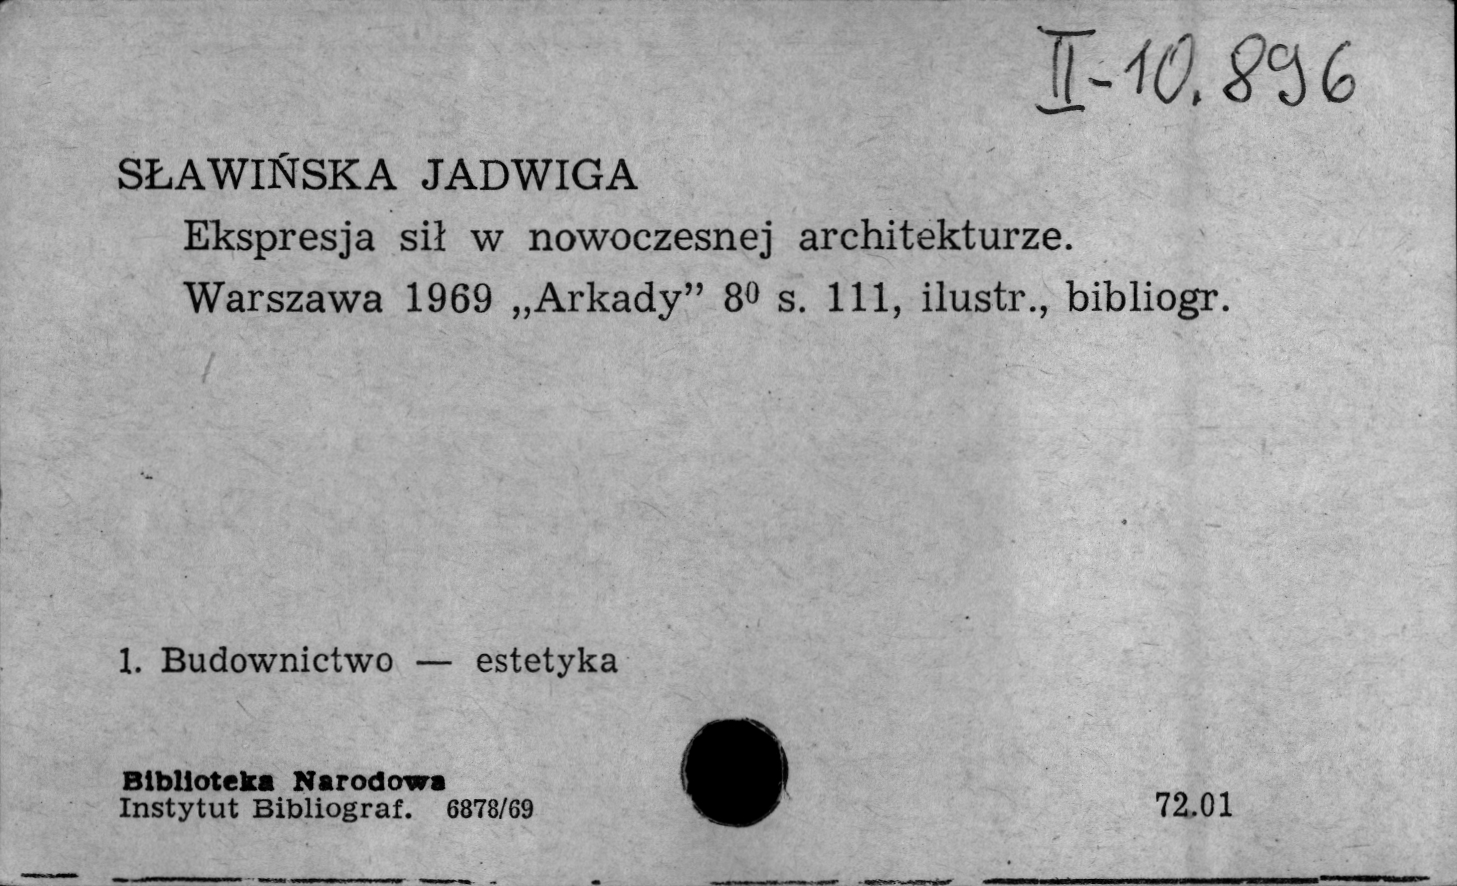 II-10.896
SŁAWIŃSKA JADWIGA
Ekspresja sił w nowoczesnej architekturze.
Warszawa 1969 „Arkady” 8⁰ s. 111, ilustr., bibliogr.
1. Budownictwo — estetyka
Biblioteka Narodowa
Instytut Bibliograf. 6878/69
72.01